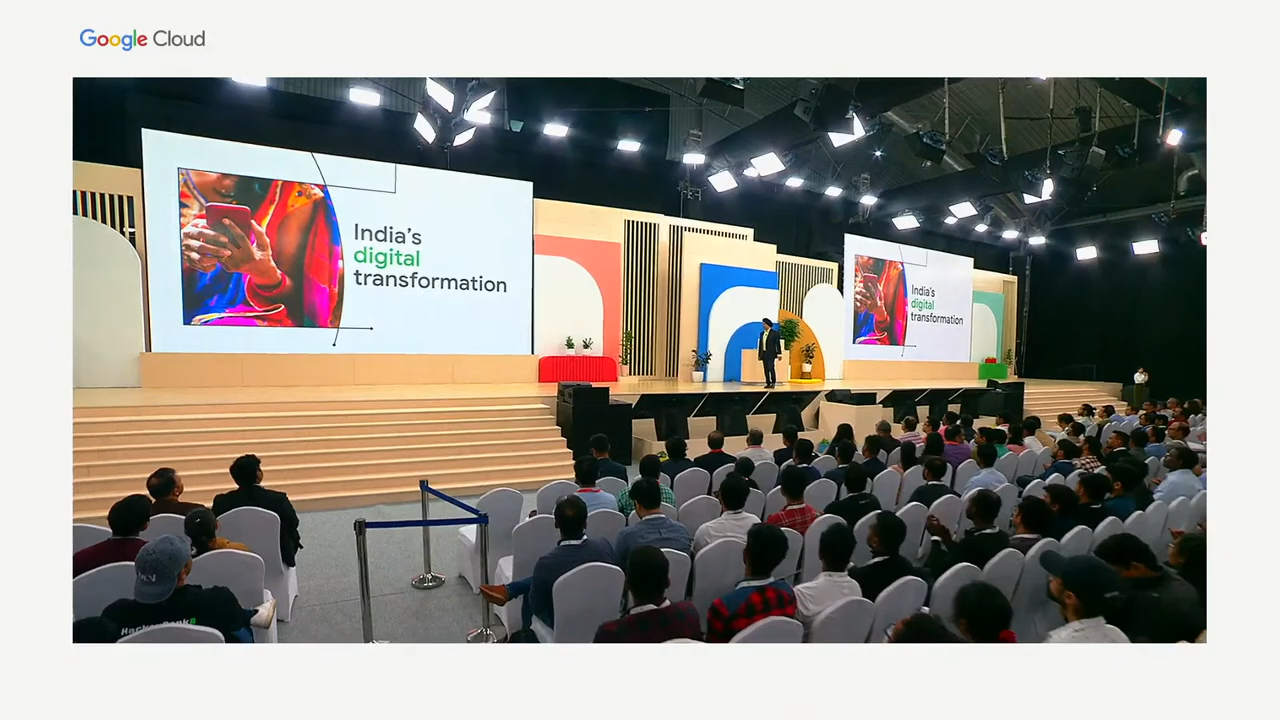 Google Cloud
India's
digital
transformation
India's
digital
transformation